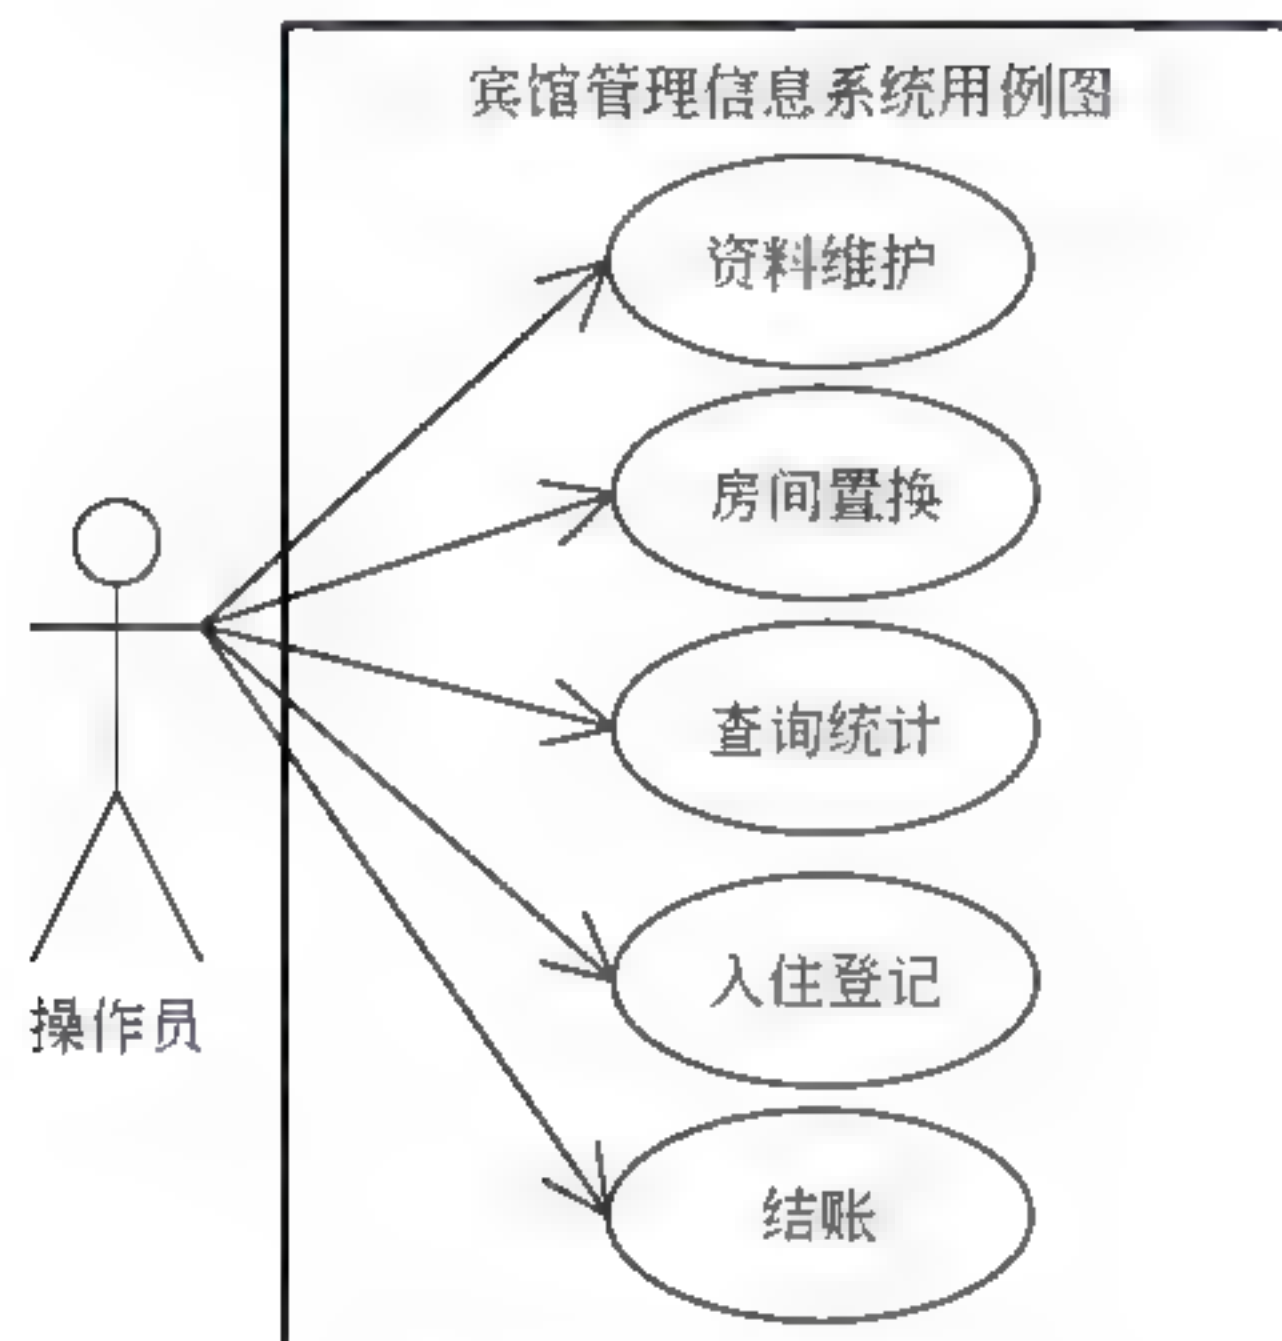 宾馆管理信息系统用例图
资料维护
房间置换
查询统计
入住登记
操作员
结账